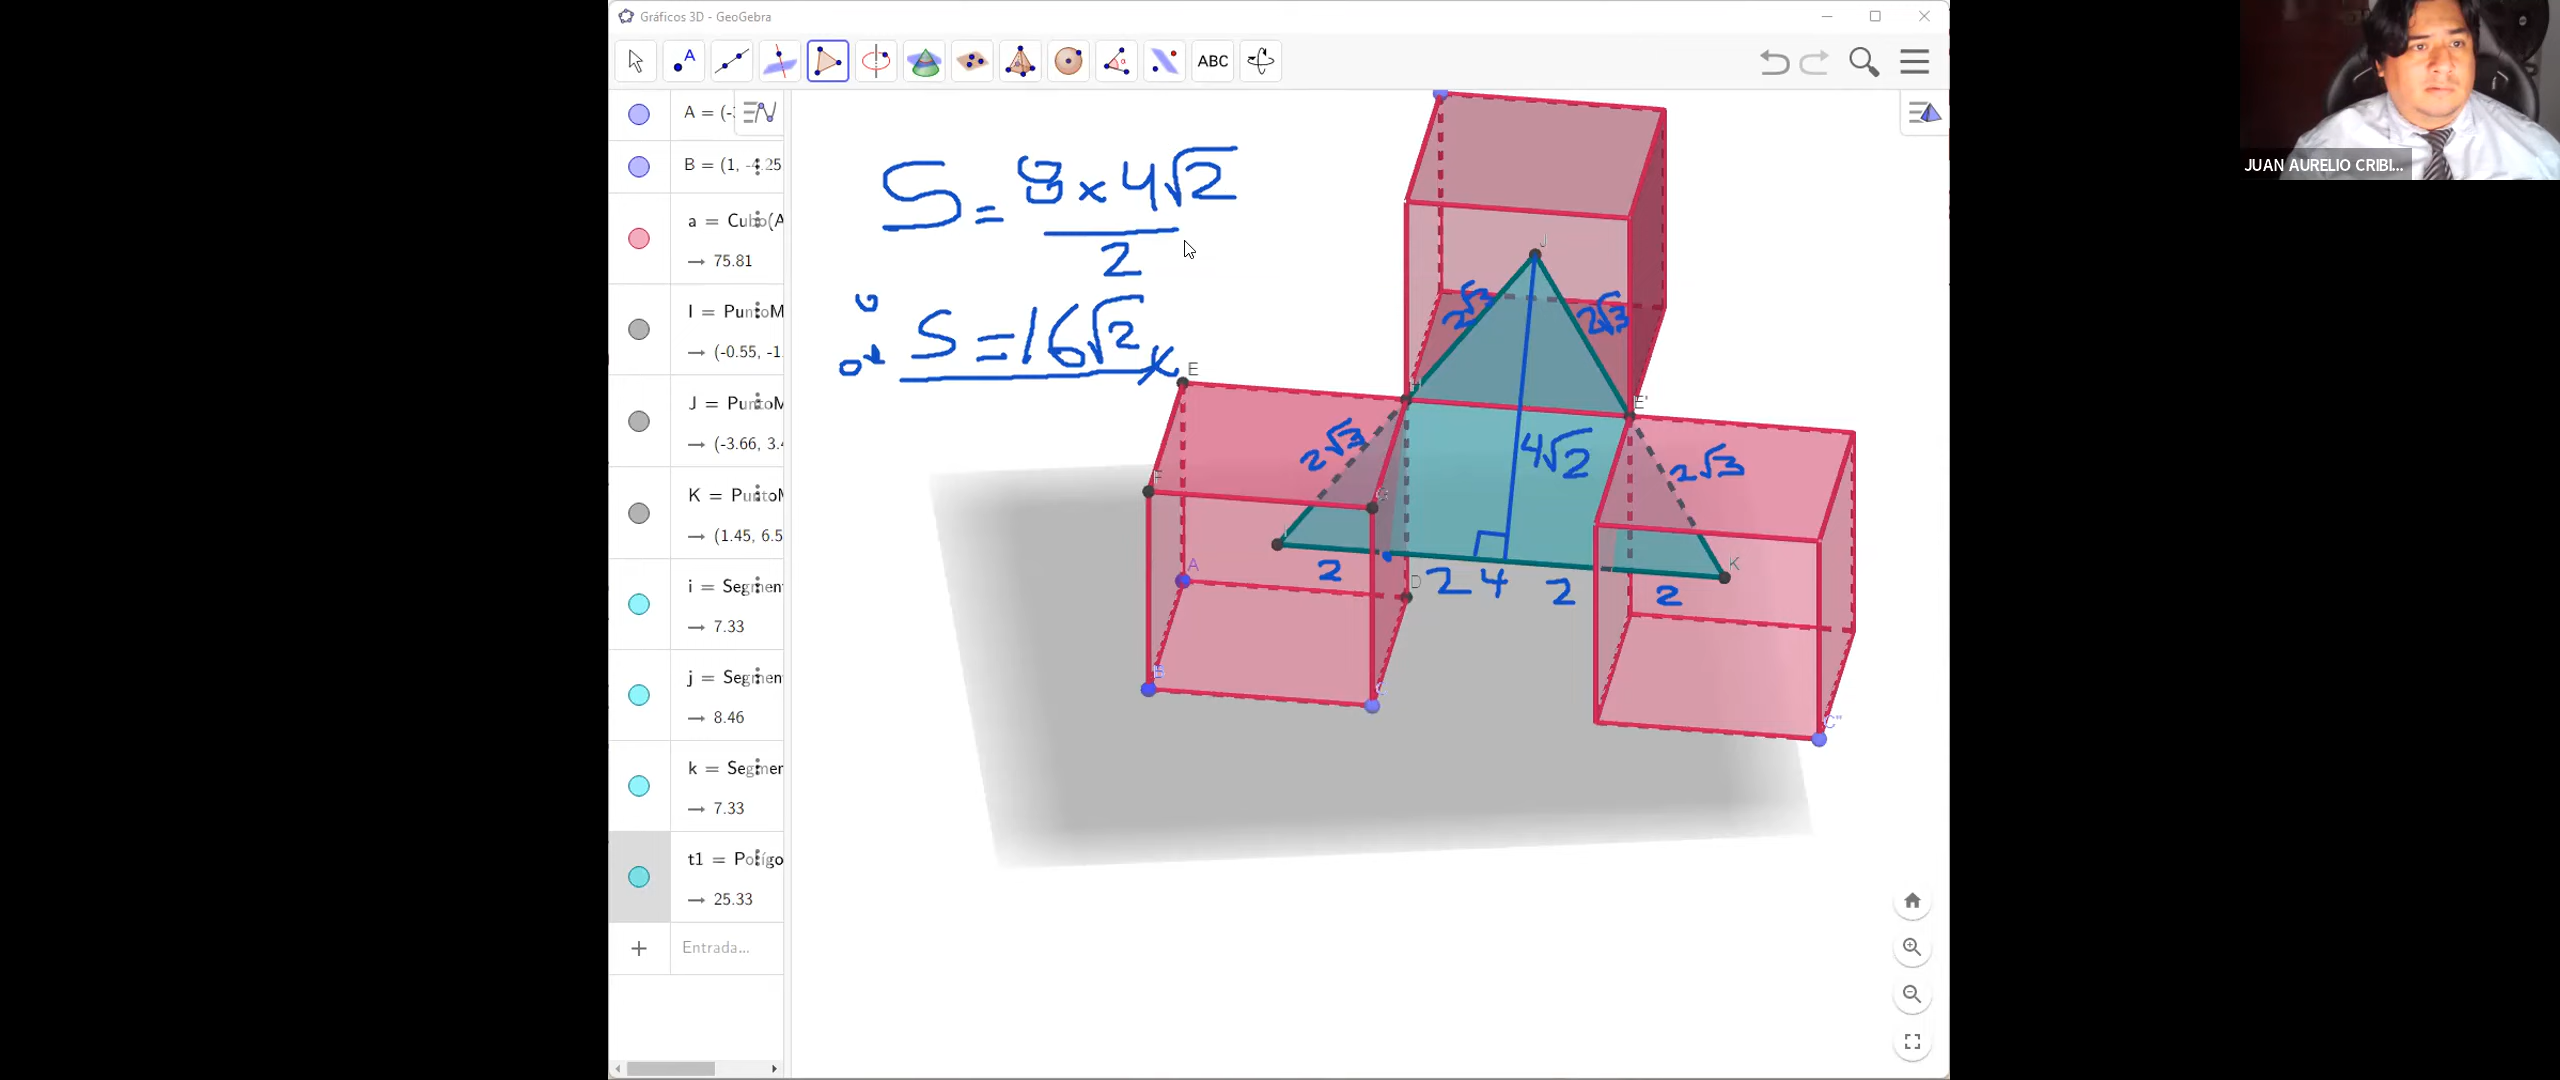 Gráficos 3D - GeoGebra
ABC
A = (-
B = (1, -4.25
a = Cubo(A
→ 75.81
I = PuntoM
→ (-0.55, -1.
J = PuntoM
→ (-3.66, 3.4
K = PuntoM
→ (1.45, 6.5
i = Segmen
→ 7.33
j = Segmen
→ 8.46
k = Segmen
→ 7.33
t1 = Polígo
→ 25.33
Entrada...
S = 8 x 4√2
2
S = 16√2
J
2√3
2√3
E
E'
2√3
4√2
2√3
F
G
K
A
D
2
2
4
2
2
B
C
C"
JUAN AURELIO CRIBI...